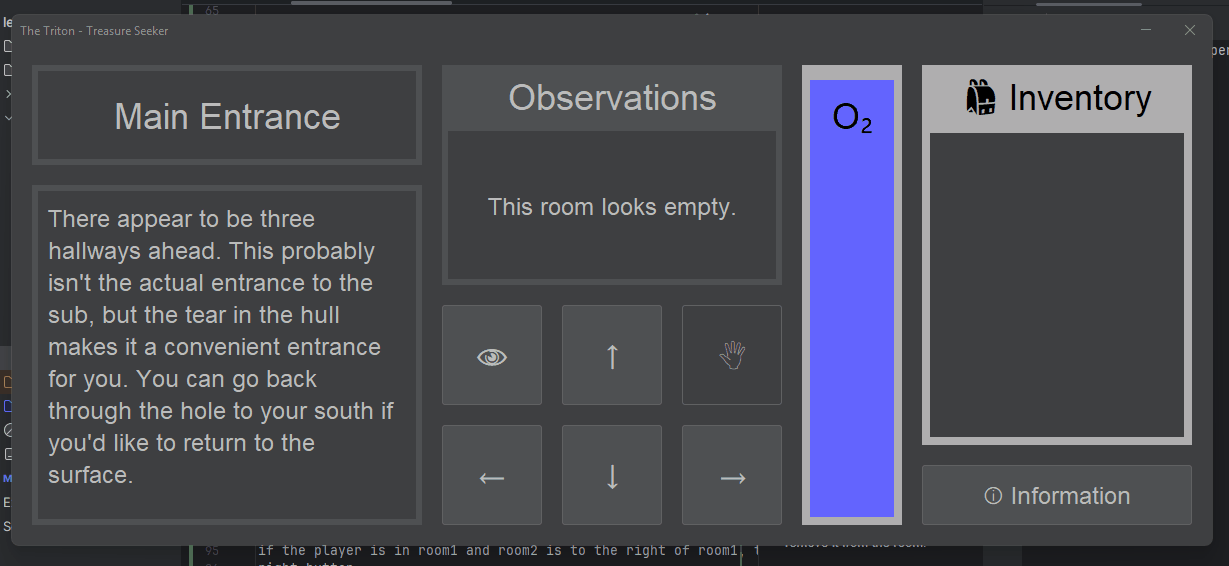 65
le
The Triton - Treasure Seeker
per
Main Entrance
Observations
O₂
Inventory
There appear to be three
hallways ahead. This probably
isn't the actual entrance to the
sub, but the tear in the hull
makes it a convenient entrance
for you. You can go back
through the hole to your south if
you'd like to return to the
surface.
This room looks empty.
↑
← ↓ →
Information
M
E
S
95
if the player is in room1 and room2 is to the right of room1,
right button
remove it from the room.